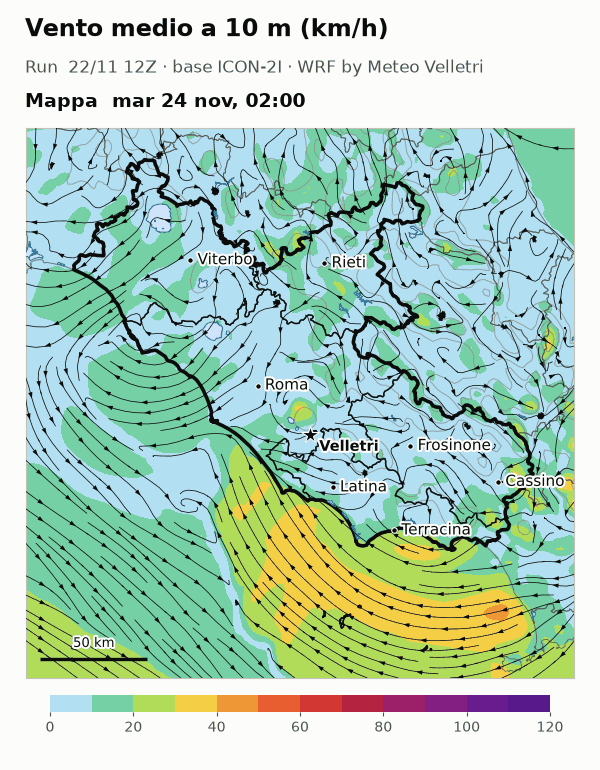 Vento medio a 10 m (km/h)
Run 22/11 12Z · base ICON-2I · WRF by Meteo Velletri
Mappa mar 24 nov, 02:00
Viterbo
Rieti
Roma
Velletri
Frosinone
Latina
Cassino
Terracina
50 km
0 20 40 60 80 100 120